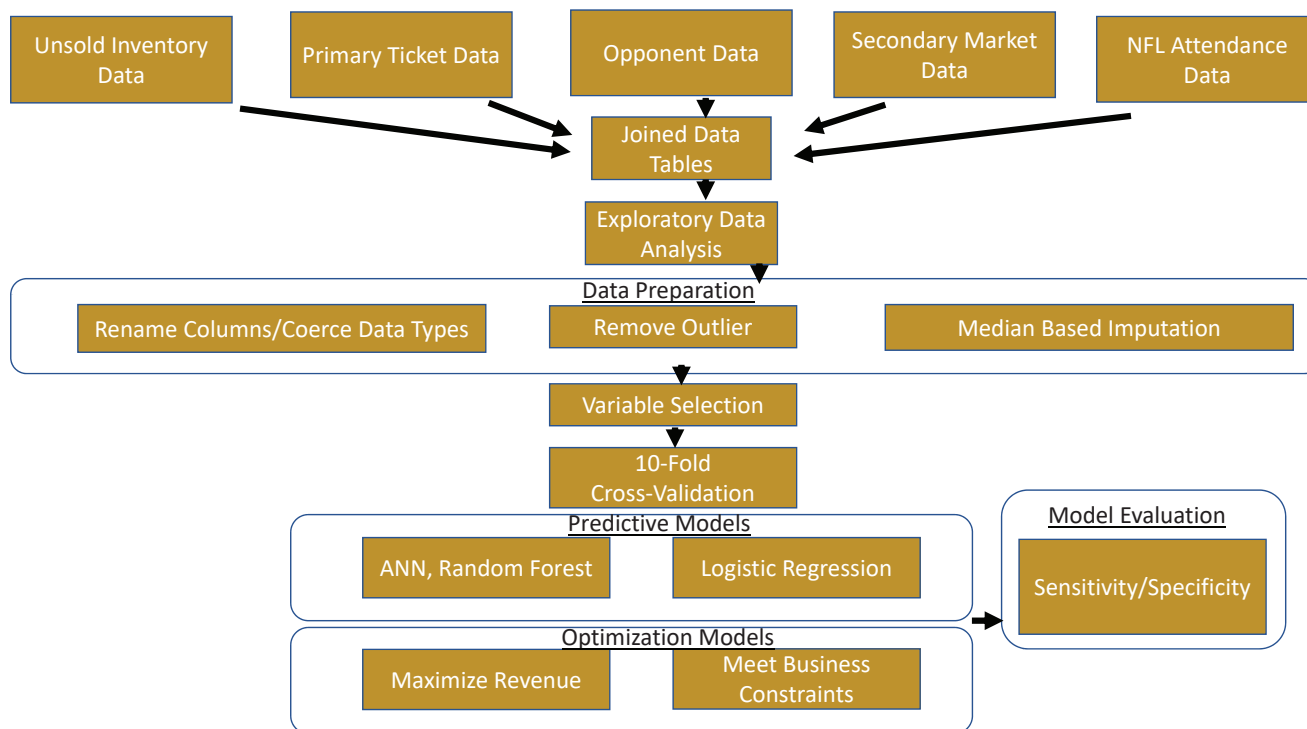 Unsold Inventory
Data
Primary Ticket Data
Opponent Data
Secondary Market
Data
NFL Attendance
Data
Joined Data
Tables
Exploratory Data
Analysis
Data Preparation
Rename Columns/Coerce Data Types
Remove Outlier
Median Based Imputation
Variable Selection
10-Fold
Cross-Validation
Predictive Models
ANN, Random Forest
Logistic Regression
Model Evaluation
Sensitivity/Specificity
Optimization Models
Maximize Revenue
Meet Business
Constraints